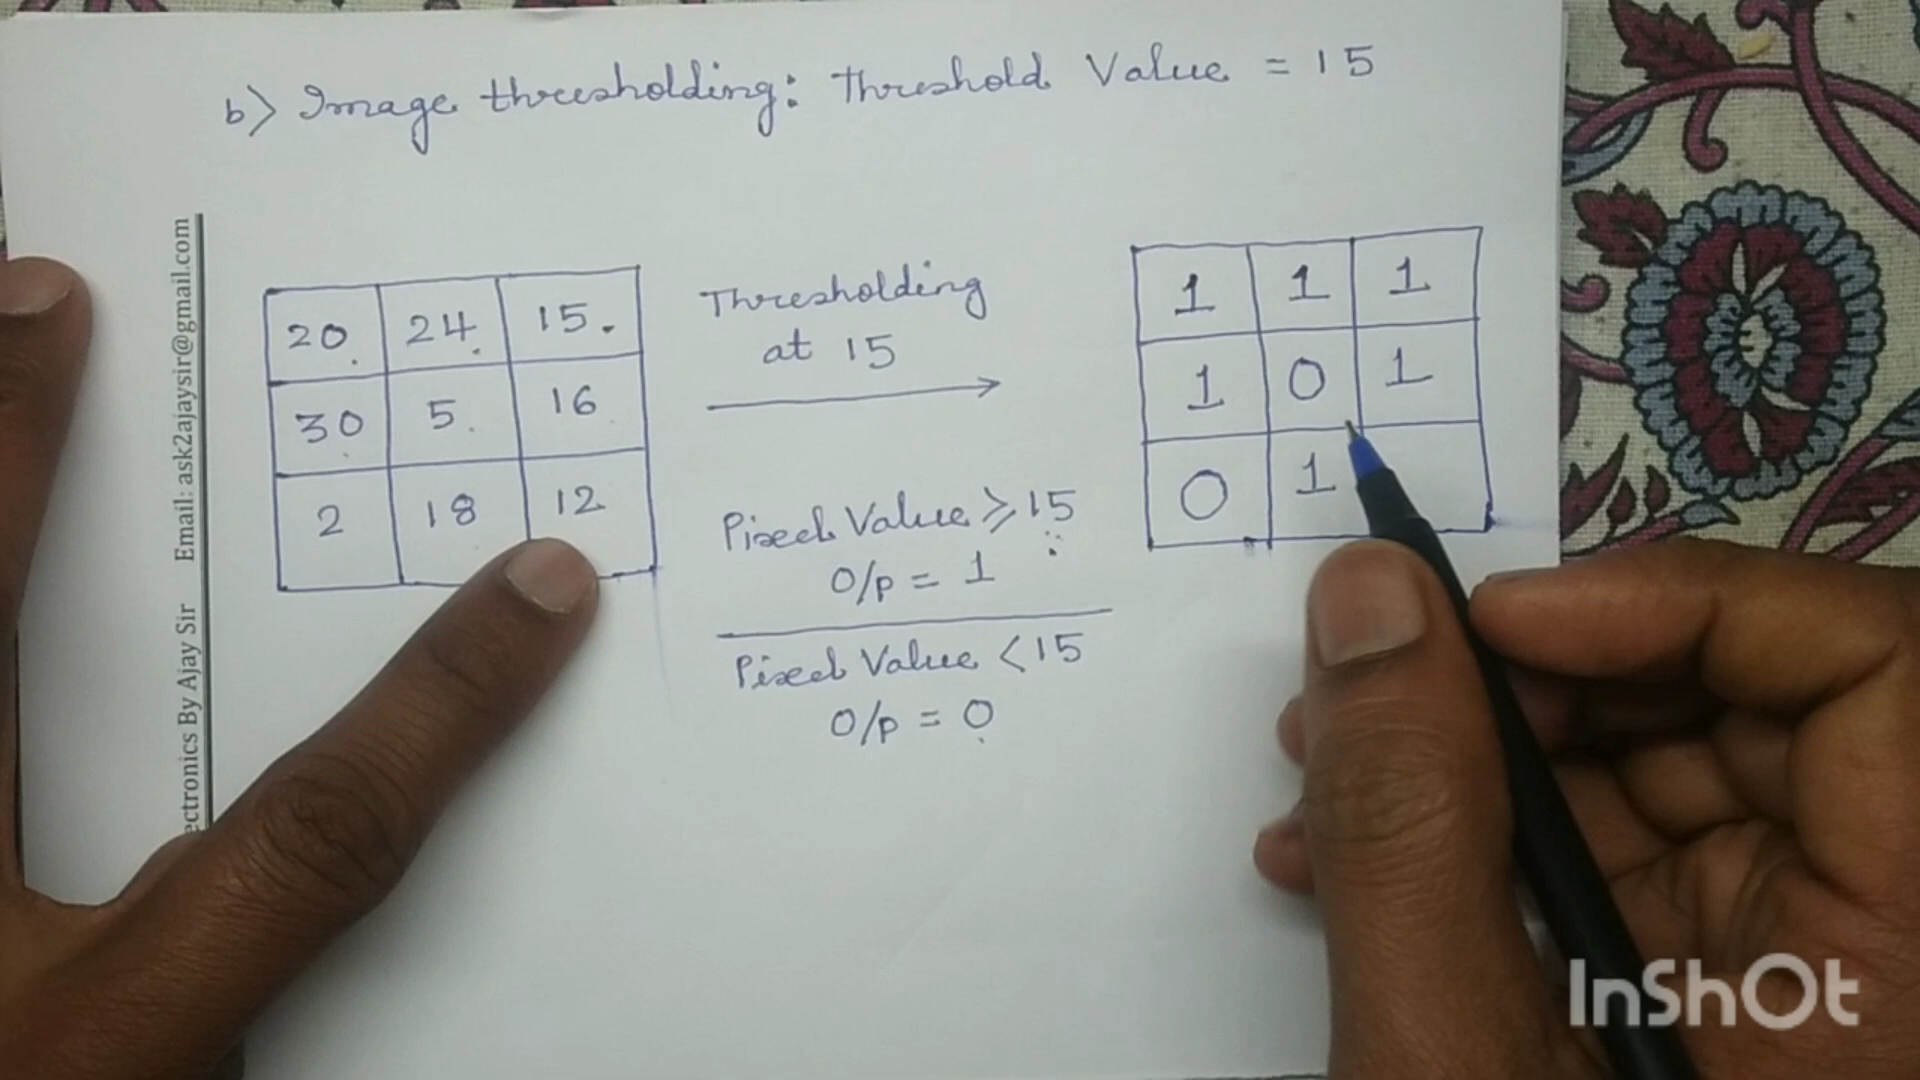 b) Image thresholding: Threshold Value = 15
20 24 15
30 5 16
2 18 12
Thresholding
at 15
Pixel Value ≥ 15
O/p = 1
Pixel Value < 15
O/p = 0
1 1 1
1 0 1
0 1
ectronics By Ajay Sir Email: ask2ajaysir@gmail.com
InShOt